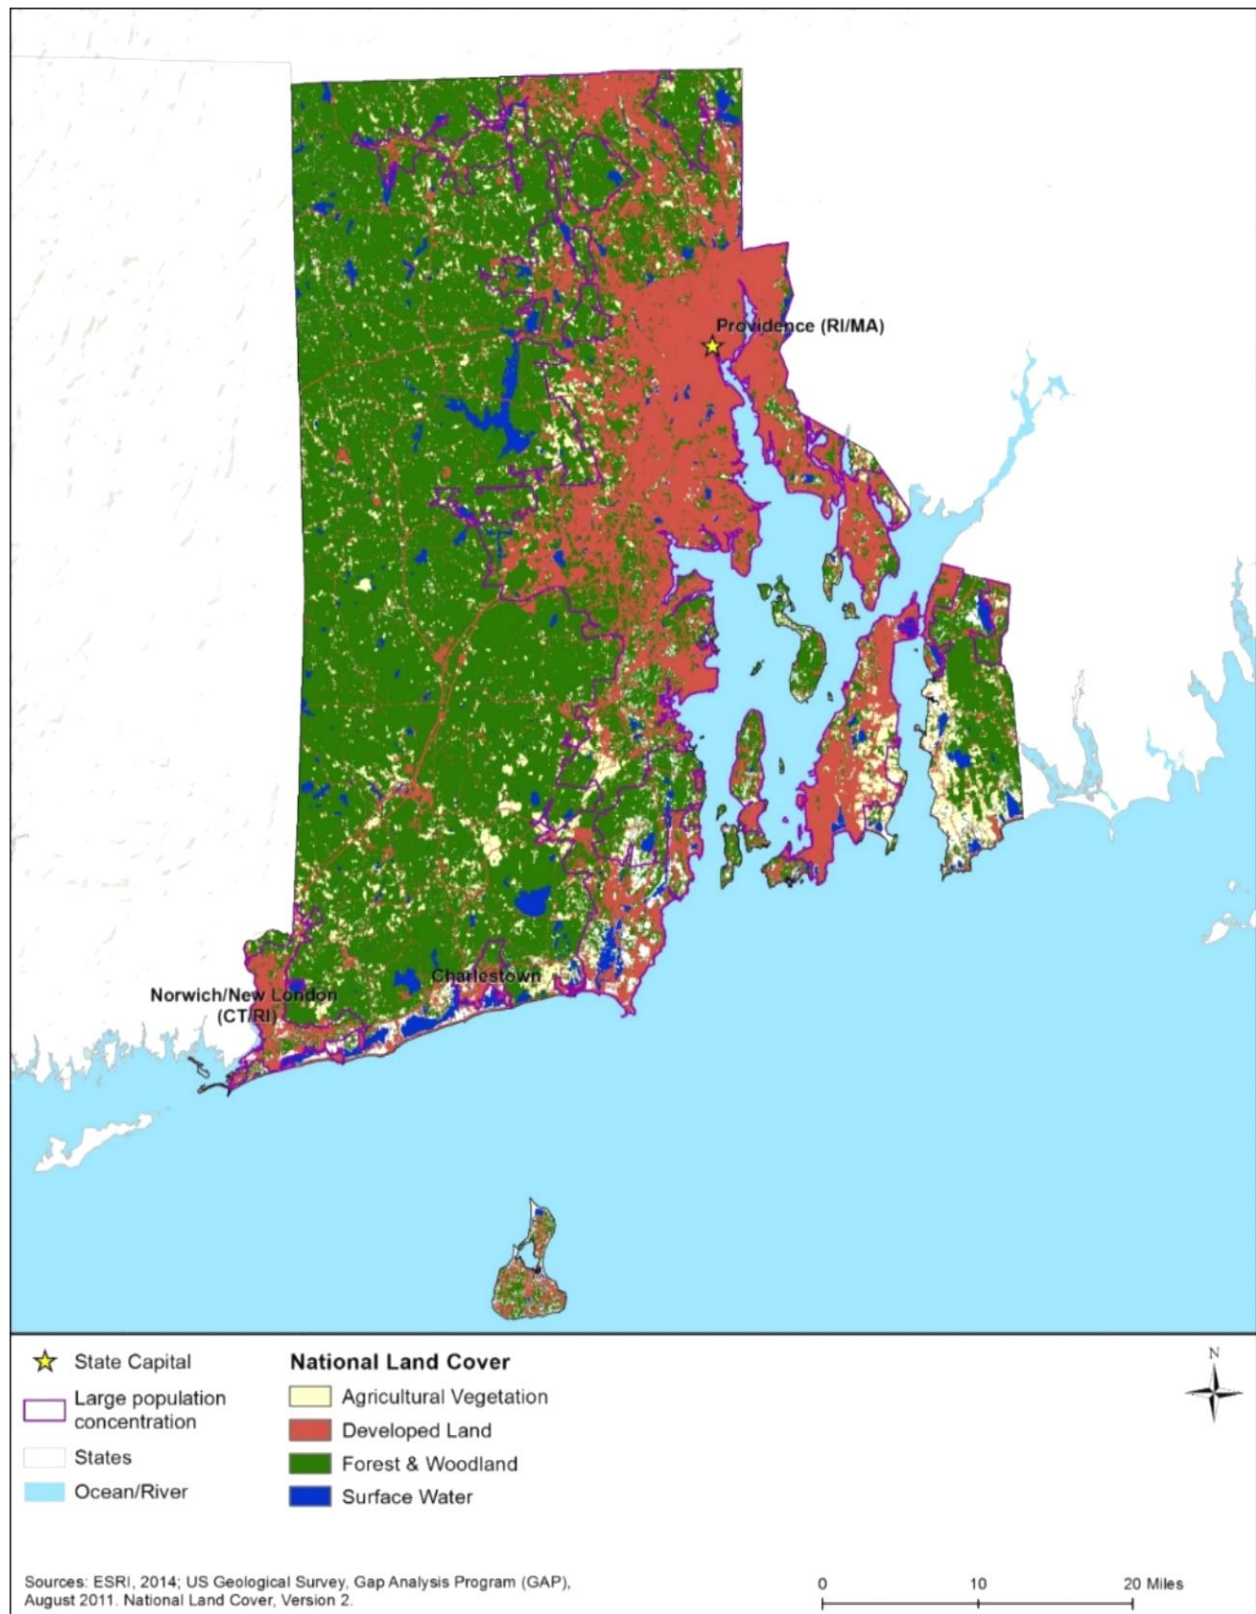 Providence (RI/MA)
Charlestown
Norwich/New London
(CT/RI)
State Capital
Large population
concentration
States
Ocean/River
National Land Cover
Agricultural Vegetation
Developed Land
Forest & Woodland
Surface Water
N
Sources: ESRI, 2014; US Geological Survey, Gap Analysis Program (GAP),
August 2011. National Land Cover, Version 2.
0 10 20 Miles